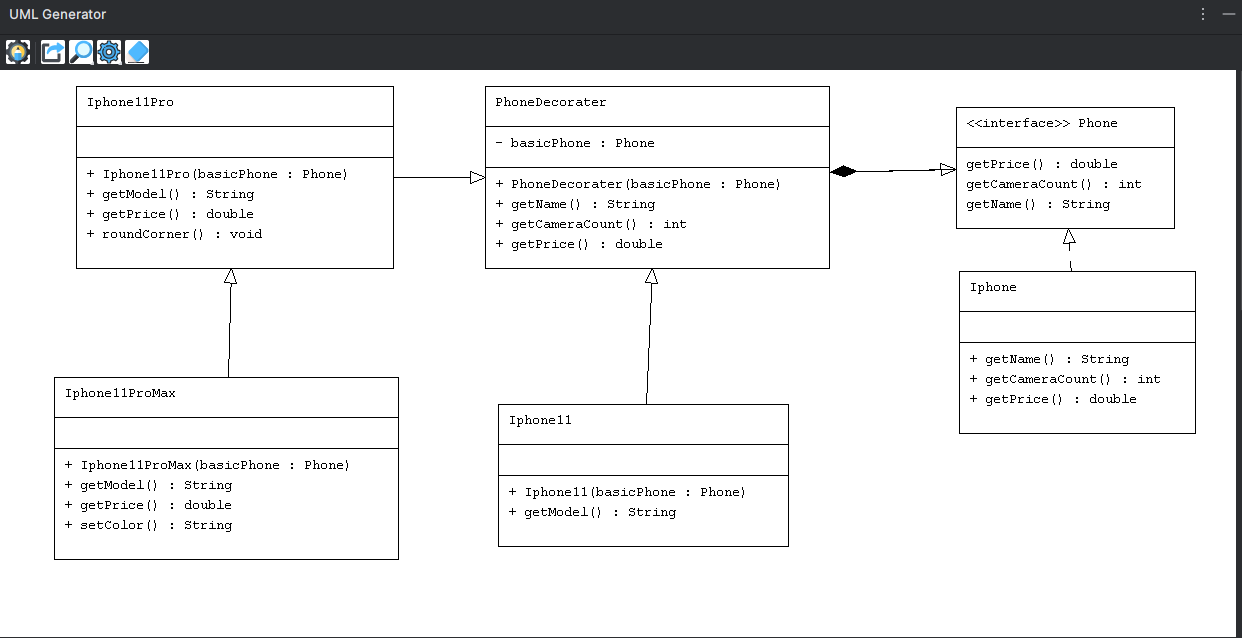 UML Generator
Iphone11Pro
+ Iphone11Pro(basicPhone : Phone)
+ getModel() : String
+ getPrice() : double
+ roundCorner() : void
PhoneDecorater
- basicPhone : Phone
+ PhoneDecorater(basicPhone : Phone)
+ getName() : String
+ getCameraCount() : int
+ getPrice() : double
<<interface>> Phone
getPrice() : double
getCameraCount() : int
getName() : String
Iphone
+ getName() : String
+ getCameraCount() : int
+ getPrice() : double
Iphone11ProMax
+ Iphone11ProMax(basicPhone : Phone)
+ getModel() : String
+ getPrice() : double
+ setColor() : String
Iphone11
+ Iphone11(basicPhone : Phone)
+ getModel() : String